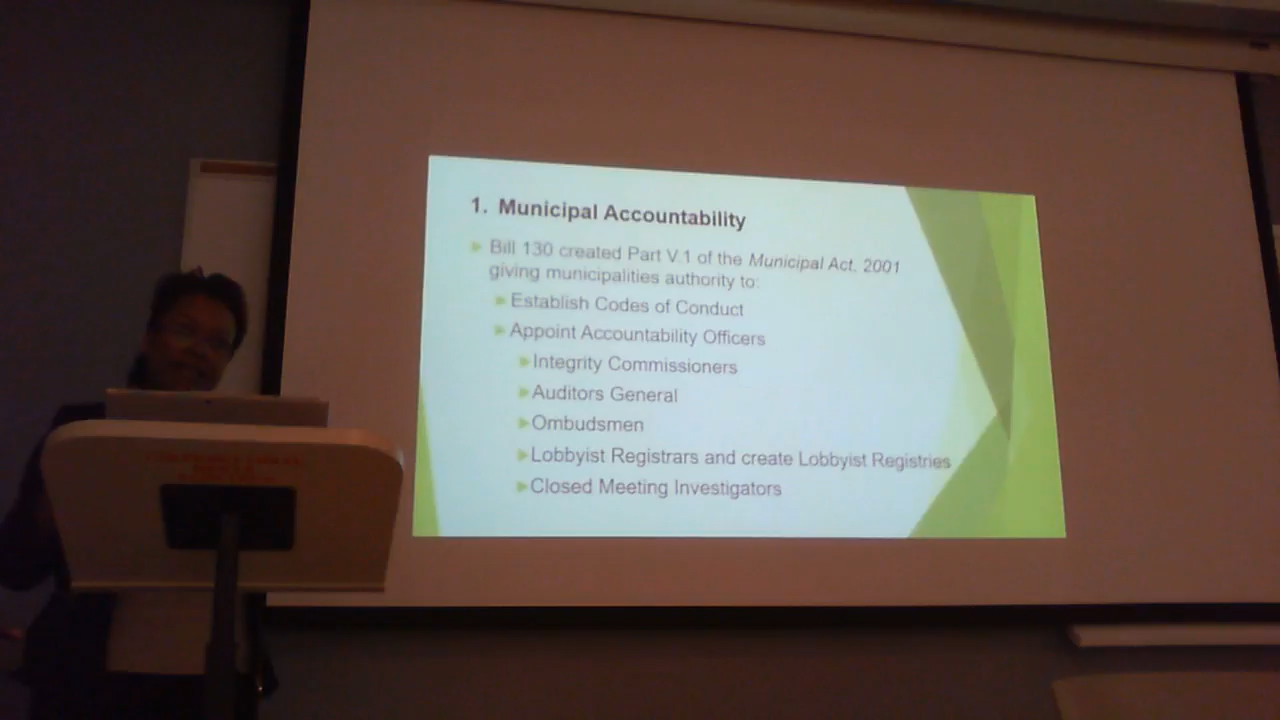 1. Municipal Accountability
Bill 130 created Part V.1 of the Municipal Act, 2001
giving municipalities authority to:
Establish Codes of Conduct
Appoint Accountability Officers
Integrity Commissioners
Auditors General
Ombudsmen
Lobbyist Registrars and create Lobbyist Registries
Closed Meeting Investigators